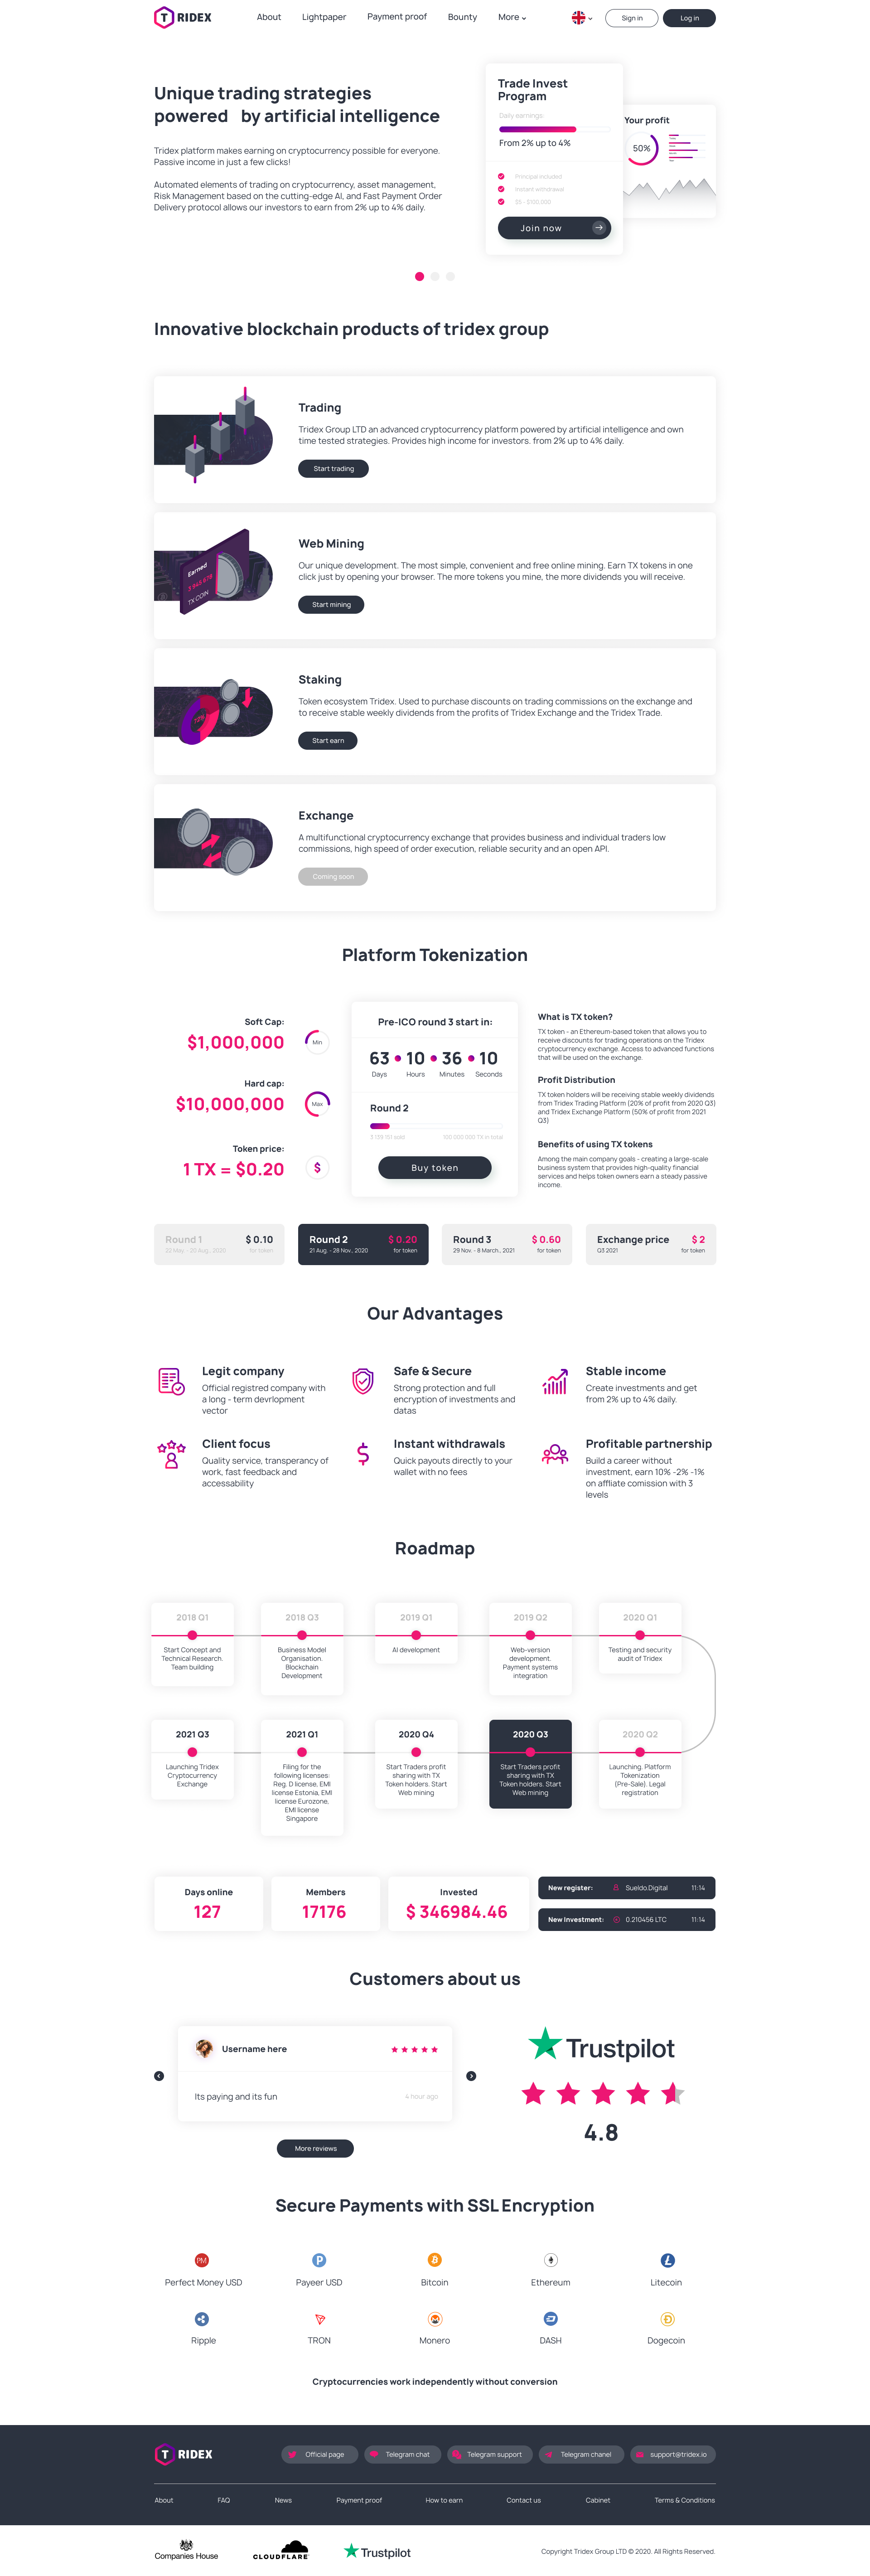 TRIDEX
About
Lightpaper
Payment proof
Bounty
More
Sign in
Log in
Unique trading strategies
powered by artificial intelligence
Tridex platform makes earning on cryptocurrency possible for everyone.
Passive income in just a few clicks!
Automated elements of trading on cryptocurrency, asset management,
Risk Management based on the cutting-edge AI, and Fast Payment Order
Delivery protocol allows our investors to earn from 2% up to 4% daily.
Trade Invest
Program
Daily earnings:
From 2% up to 4%
Principal included
Instant withdrawal
$5 - $100,000
Join now
Your profit
50%
Innovative blockchain products of tridex group
Trading
Tridex Group LTD an advanced cryptocurrency platform powered by artificial intelligence and own
time tested strategies. Provides high income for investors. from 2% up to 4% daily.
Start trading
Earned
TX COIN
Web Mining
Our unique development. The most simple, convenient and free online mining. Earn TX tokens in one
click just by opening your browser. The more tokens you mine, the more dividends you will receive.
Start mining
Staking
Token ecosystem Tridex. Used to purchase discounts on trading commissions on the exchange and
to receive stable weekly dividends from the profits of Tridex Exchange and the Tridex Trade.
Start earn
Exchange
A multifunctional cryptocurrency exchange that provides business and individual traders low
commissions, high speed of order execution, reliable security and an open API.
Coming soon
Platform Tokenization
Soft Cap:
$1,000,000
Min
Hard cap:
$10,000,000
Max
Token price:
1 TX = $0.20
$
Pre-ICO round 3 start in:
63 10 36 10
Days Hours Minutes Seconds
Round 2
3 139 151 sold
100 000 000 TX in total
Buy token
What is TX token?
TX token - an Ethereum-based token that allows you to
receive discounts for trading operations on the Tridex
cryptocurrency exchange. Access to advanced functions
that will be used on the exchange.
Profit Distribution
TX token holders will be receiving stable weekly dividends
from Tridex Trading Platform (20% of profit from 2020 Q3)
and Tridex Exchange Platform (50% of profit from 2021
Q3)
Benefits of using TX tokens
Among the main company goals - creating a large-scale
business system that provides high-quality financial
services and helps token owners earn a steady passive
income.
Round 1 $ 0.10
22 May. - 20 Aug., 2020 for token
Round 2 $ 0.20
21 Aug. - 28 Nov., 2020 for token
Round 3 $ 0.60
29 Nov. - 8 March., 2021 for token
Exchange price $ 2
Q3 2021 for token
Our Advantages
Legit company
Official registred company with
a long - term devrlopment
vector
Safe & Secure
Strong protection and full
encryption of investments and
datas
Stable income
Create investments and get
from 2% up to 4% daily.
Client focus
Quality service, transperancy of
work, fast feedback and
accessability
Instant withdrawals
Quick payouts directly to your
wallet with no fees
Profitable partnership
Build a career without
investment, earn 10% -2% -1%
on affliate comission with 3
levels
Roadmap
2018 Q1
Start Concept and
Technical Research.
Team building
2018 Q3
Business Model
Organisation.
Blockchain
Development
2019 Q1
AI development
2019 Q2
Web-version
development.
Payment systems
integration
2020 Q1
Testing and security
audit of Tridex
2021 Q3
Launching Tridex
Cryptocurrency
Exchange
2021 Q1
Filing for the
following licenses:
Reg. D license, EMI
license Estonia, EMI
license Eurozone,
EMI license
Singapore
2020 Q4
Start Traders profit
sharing with TX
Token holders. Start
Web mining
2020 Q3
Start Traders profit
sharing with TX
Token holders. Start
Web mining
2020 Q2
Launching. Platform
Tokenization
(Pre-Sale). Legal
registration
Days online
127
Members
17176
Invested
$ 346984.46
New register: Sueldo.Digital 11:14
New Investment: 0.210456 LTC 11:14
Customers about us
Username here
Its paying and its fun
4 hour ago
More reviews
Trustpilot
4.8
Secure Payments with SSL Encryption
PM
Perfect Money USD
Payeer USD
Bitcoin
Ethereum
Litecoin
Ripple
TRON
Monero
DASH
Dogecoin
Cryptocurrencies work independently without conversion
TRIDEX
Official page
Telegram chat
Telegram support
Telegram chanel
support@tridex.io
About
FAQ
News
Payment proof
How to earn
Contact us
Cabinet
Terms & Conditions
Companies House
CLOUDFLARE
Trustpilot
Copyright Tridex Group LTD © 2020. All Rights Reserved.